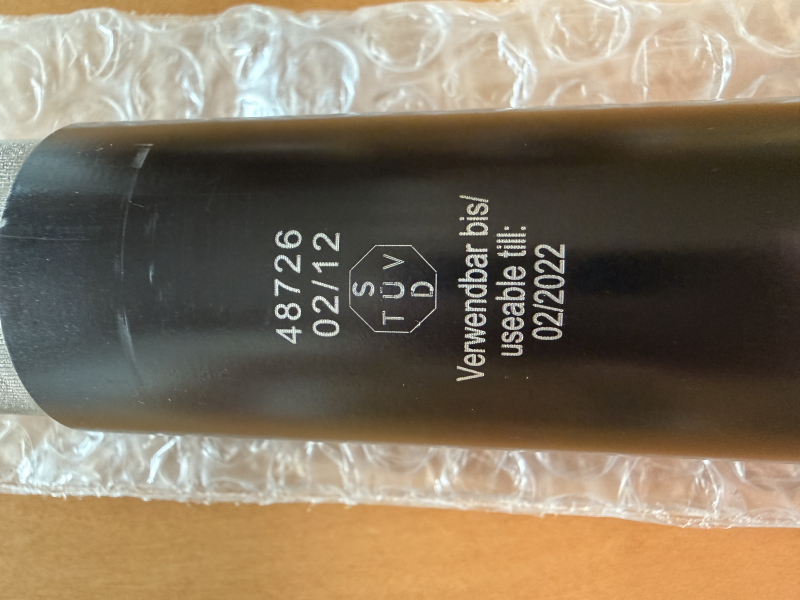 48726
02/12
S
TÜV
D
Verwendbar bis/
useable till:
02/2022